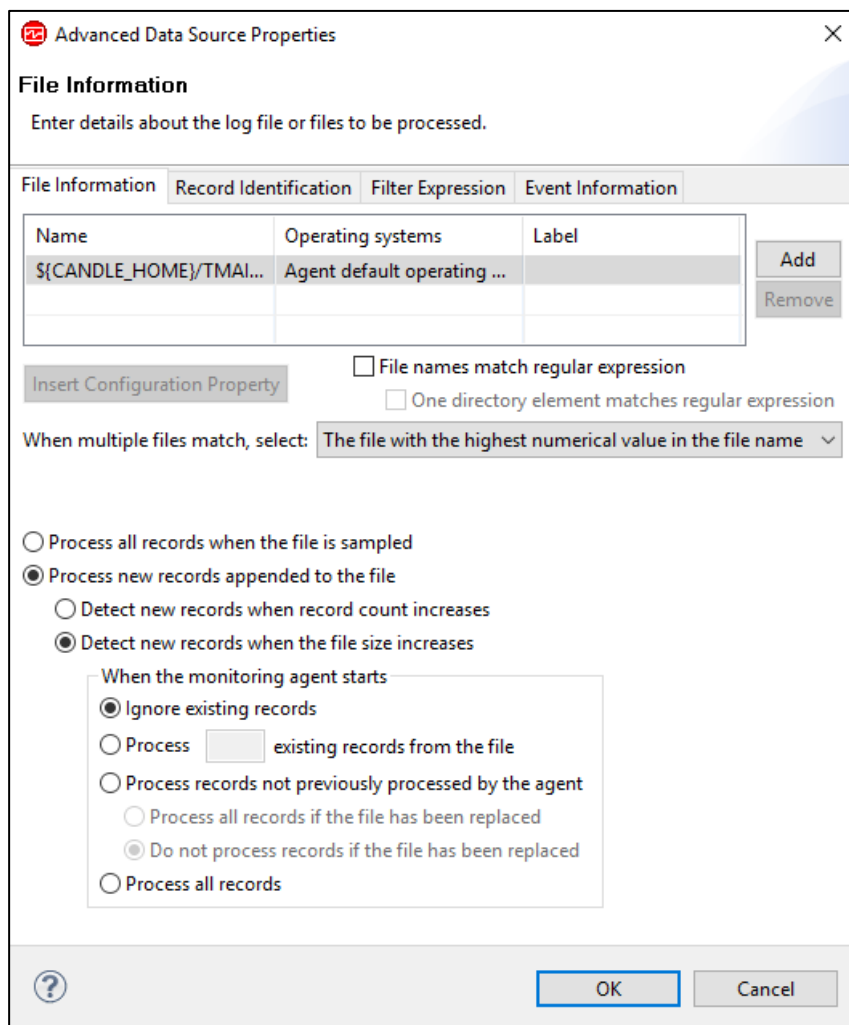 Advanced Data Source Properties
File Information
Enter details about the log file or files to be processed.
File Information Record Identification Filter Expression Event Information
Name Operating systems Label
${CANDLE_HOME}/TMAI... Agent default operating ...
Add
Remove
Insert Configuration Property
File names match regular expression
One directory element matches regular expression
When multiple files match, select: The file with the highest numerical value in the file name
Process all records when the file is sampled
Process new records appended to the file
Detect new records when record count increases
Detect new records when the file size increases
When the monitoring agent starts
Ignore existing records
Process existing records from the file
Process records not previously processed by the agent
Process all records if the file has been replaced
Do not process records if the file has been replaced
Process all records
? OK Cancel